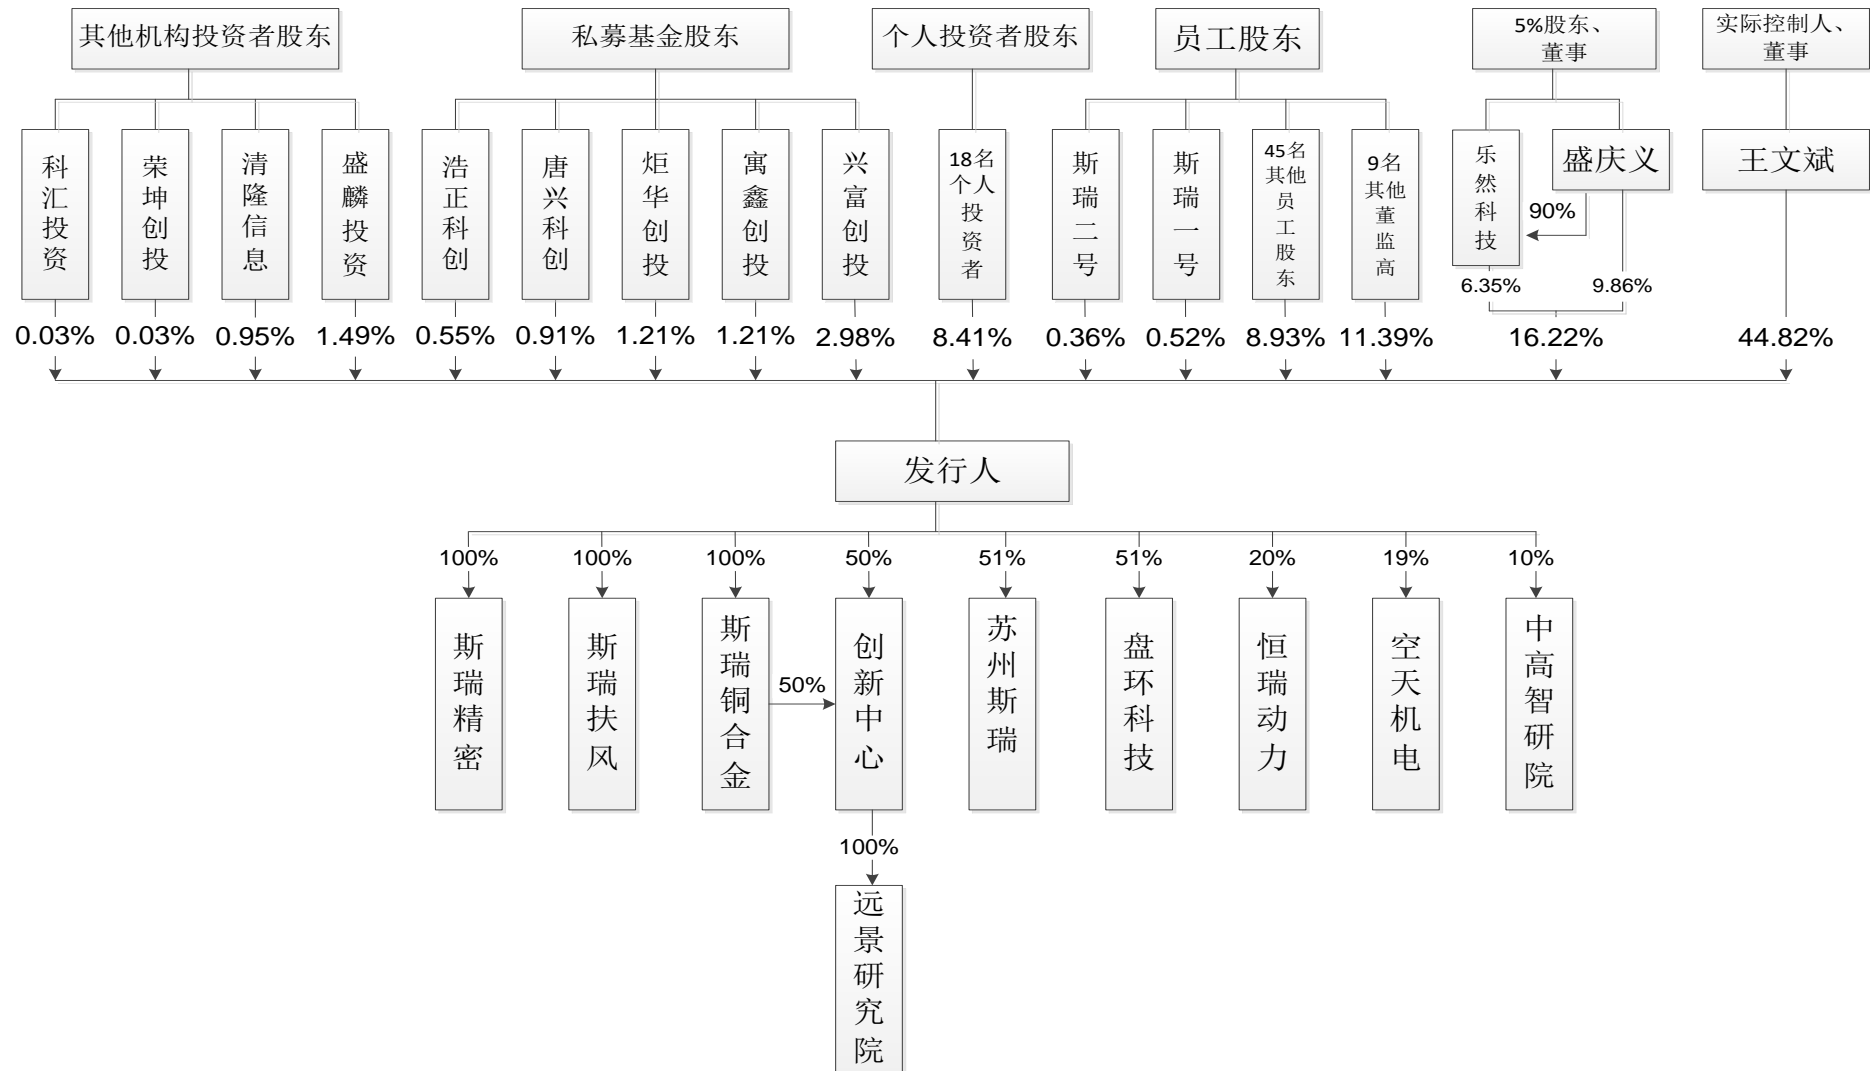 其他机构投资者股东
私募基金股东
个人投资者股东
员工股东
5%股东、
董事
实际控制人、
董事
科汇投资
荣坤创投
清隆信息
盛麟投资
浩正科创
唐兴科创
炬华创投
寓鑫创投
兴富创投
18名
个人
投
资
者
斯瑞二号
斯瑞一号
45名
其他
员
工
股
东
9名
其他
董
监
高
乐然科技
盛庆义
王文斌
90%
6.35%
9.86%
0.03%
0.03%
0.95%
1.49%
0.55%
0.91%
1.21%
1.21%
2.98%
8.41%
0.36%
0.52%
8.93%
11.39%
16.22%
44.82%
发行人
100%
100%
100%
50%
51%
51%
20%
19%
10%
斯瑞精密
斯瑞扶风
斯瑞铜合金
50%
创新中心
苏州斯瑞
盘环科技
恒瑞动力
空天机电
中高智研院
100%
远景研究院